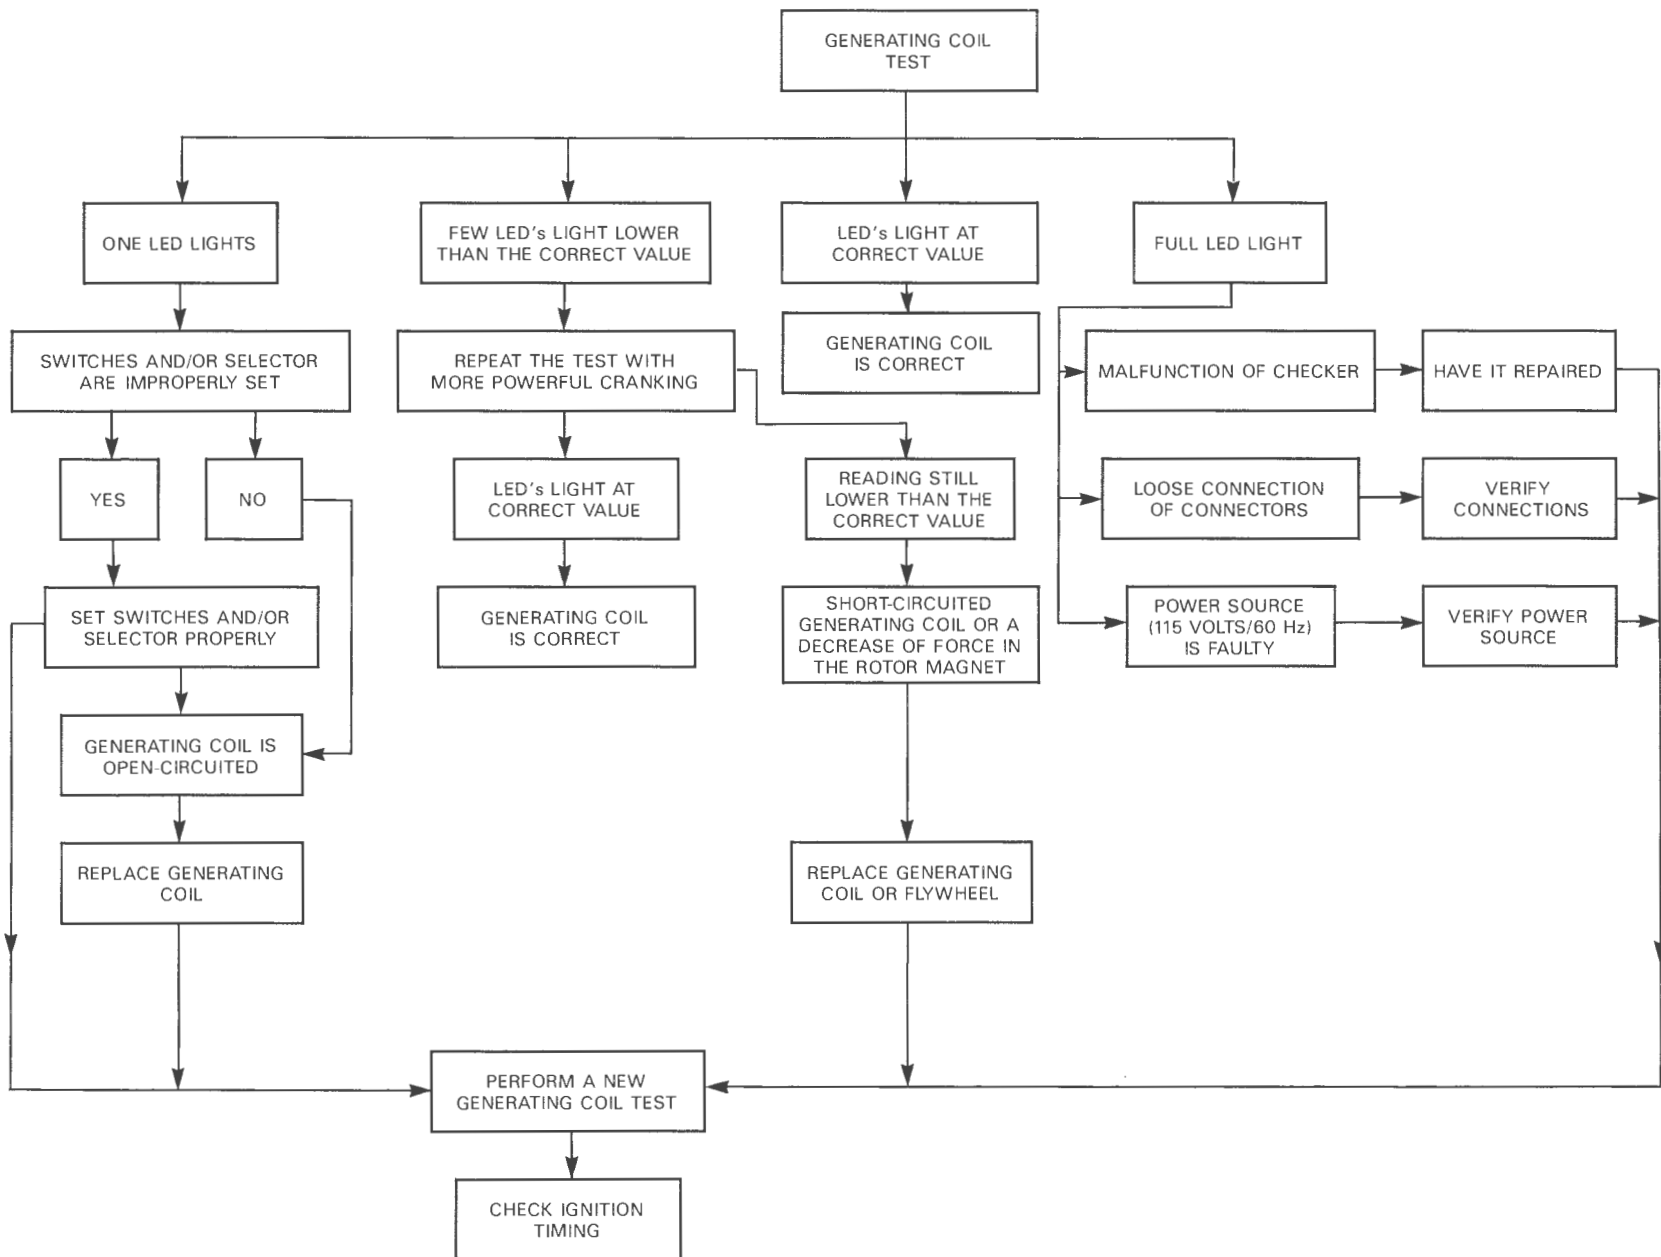 GENERATING COIL
TEST
ONE LED LIGHTS
FEW LED's LIGHT LOWER
THAN THE CORRECT VALUE
LED's LIGHT AT
CORRECT VALUE
FULL LED LIGHT
SWITCHES AND/OR SELECTOR
ARE IMPROPERLY SET
REPEAT THE TEST WITH
MORE POWERFUL CRANKING
GENERATING COIL
IS CORRECT
MALFUNCTION OF CHECKER
HAVE IT REPAIRED
YES
NO
LED's LIGHT AT
CORRECT VALUE
READING STILL
LOWER THAN THE
CORRECT VALUE
LOOSE CONNECTION
OF CONNECTORS
VERIFY
CONNECTIONS
SET SWITCHES AND/OR
SELECTOR PROPERLY
GENERATING COIL
IS CORRECT
SHORT-CIRCUITED
GENERATING COIL OR A
DECREASE OF FORCE IN
THE ROTOR MAGNET
POWER SOURCE
(115 VOLTS/60 Hz)
IS FAULTY
VERIFY POWER
SOURCE
GENERATING COIL IS
OPEN-CIRCUITED
REPLACE GENERATING
COIL
REPLACE GENERATING
COIL OR FLYWHEEL
PERFORM A NEW
GENERATING COIL TEST
CHECK IGNITION
TIMING